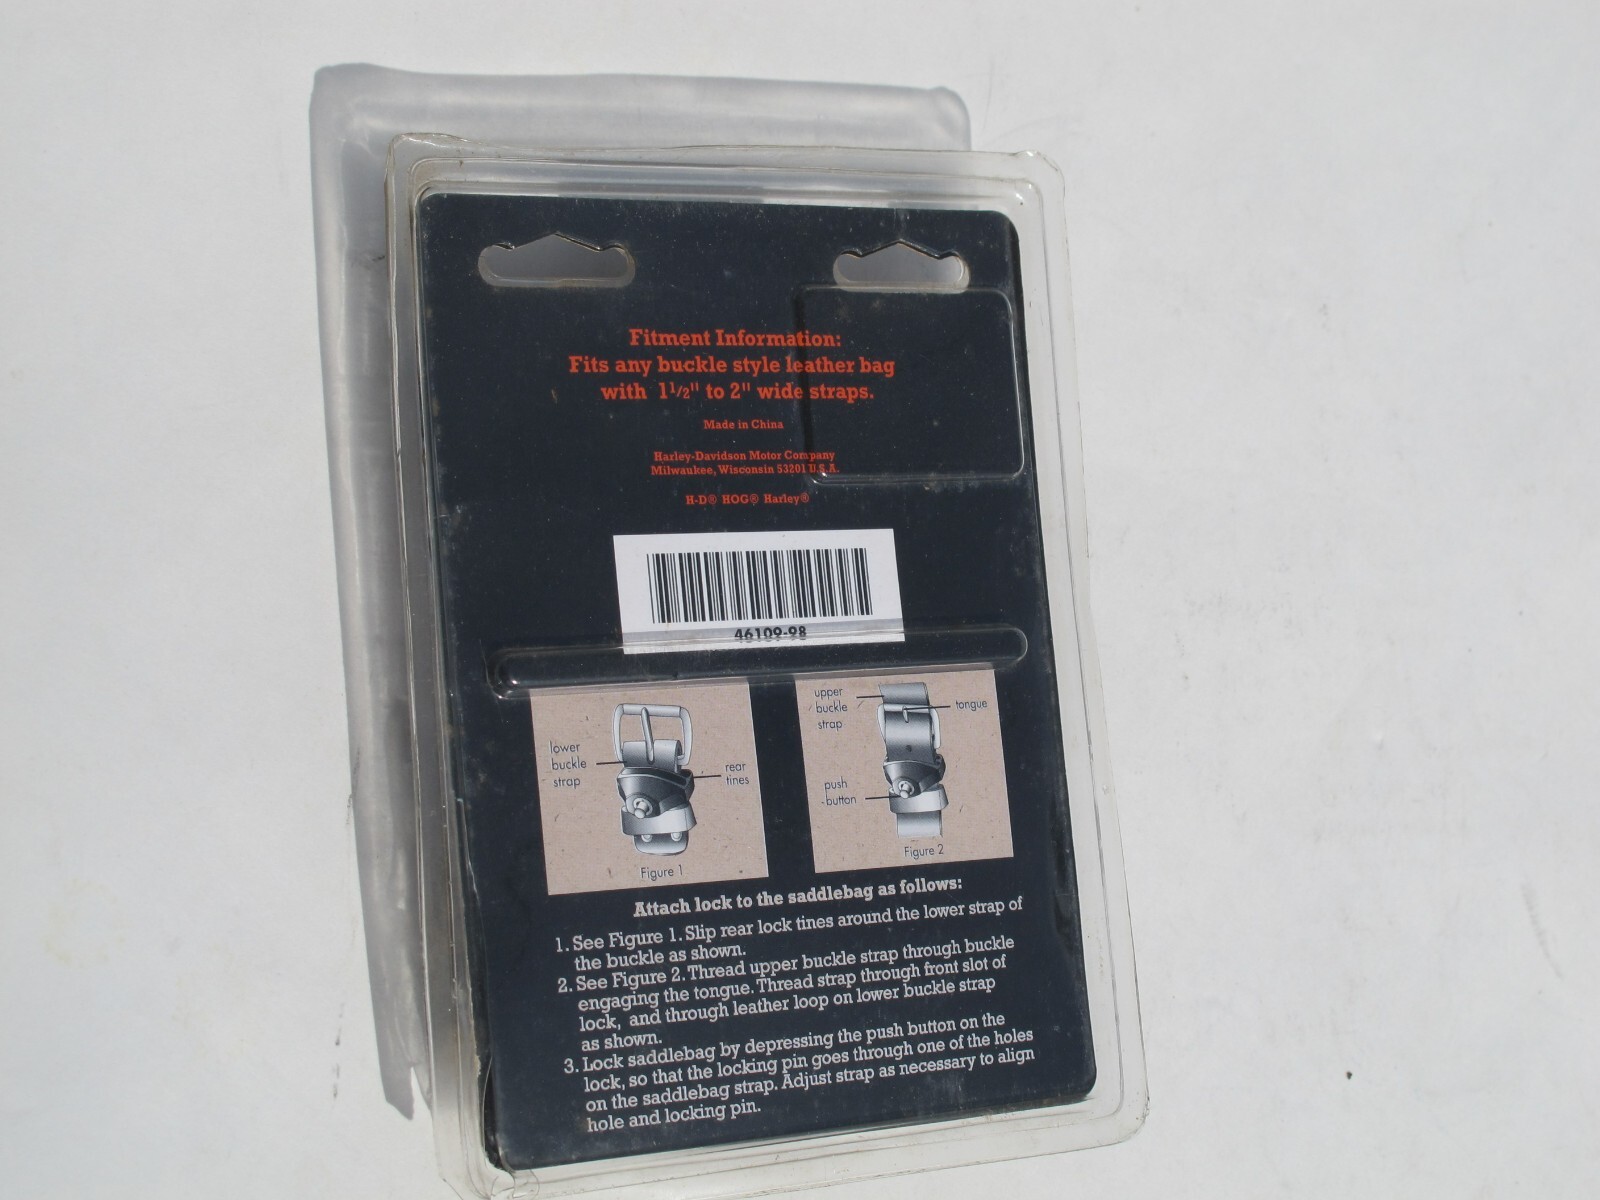 Fitment Information:
Fits any buckle style leather bag
with 1 1/2" to 2" wide straps.
Made in China
Harley-Davidson Motor Company
Milwaukee, Wisconsin 53201 U.S.A.
H-D® HOG® Harley®
46109-98
lower
buckle
strap
rear
tines
Figure 1
upper
buckle
strap
tongue
push
-button
Figure 2
Attach lock to the saddlebag as follows:
1. See Figure 1. Slip rear lock tines around the lower strap of
the buckle as shown.
2. See Figure 2. Thread upper buckle strap through buckle
engaging the tongue. Thread strap through front slot of
lock, and through leather loop on lower buckle strap
as shown.
3. Lock saddlebag by depressing the push button on the
lock, so that the locking pin goes through one of the holes
on the saddlebag strap. Adjust strap as necessary to align
hole and locking pin.